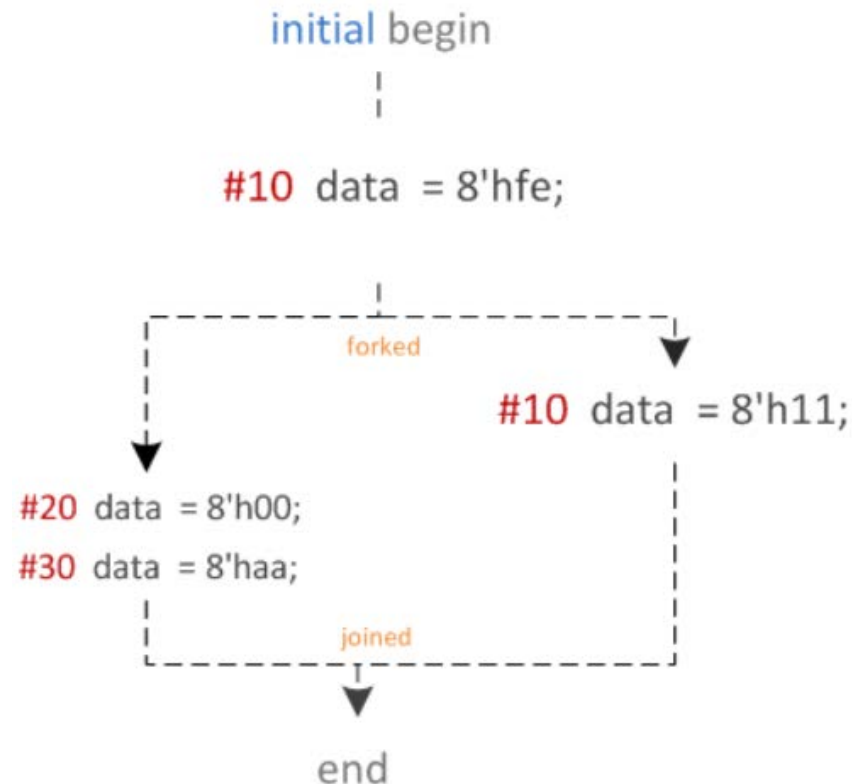 initial begin
#10 data = 8'hfe;
forked
#10 data = 8'h11;
#20 data = 8'h00;
#30 data = 8'haa;
joined
end